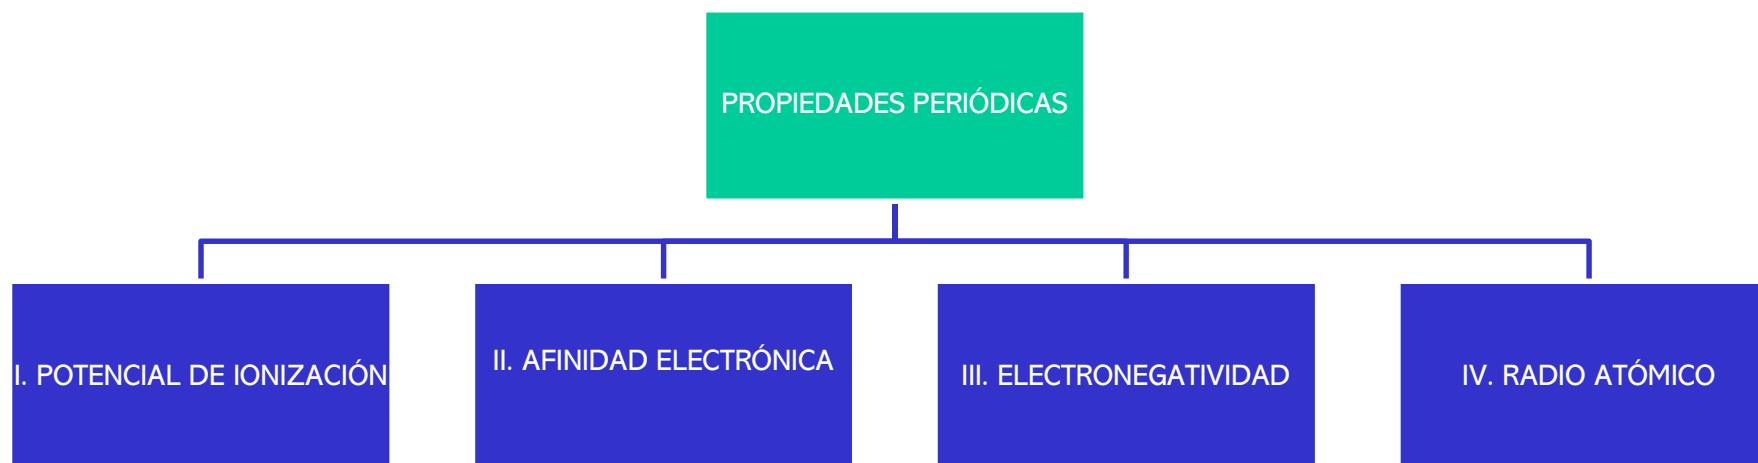 PROPIEDADES PERIÓDICAS
I. POTENCIAL DE IONIZACIÓN
II. AFINIDAD ELECTRÓNICA
III. ELECTRONEGATIVIDAD
IV. RADIO ATÓMICO